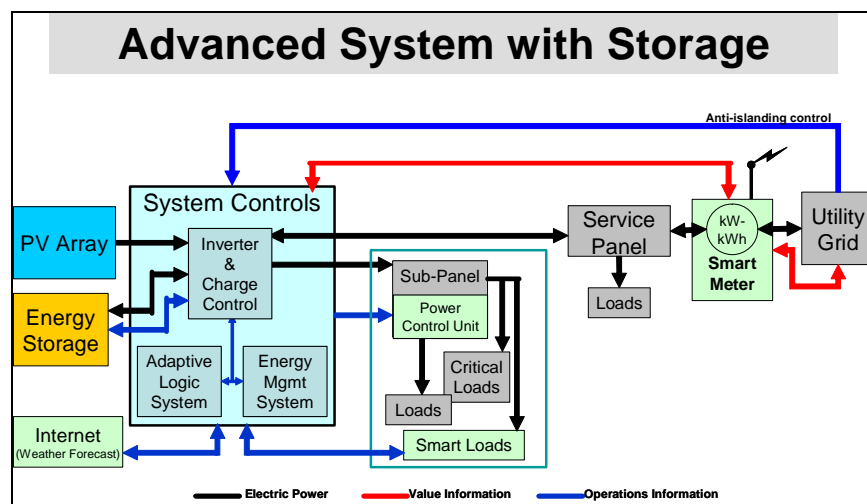 Advanced System with Storage
Anti-islanding control
System Controls
PV Array
Inverter
&
Charge
Control
Service
Panel
kW-
kWh
Smart
Meter
Utility
Grid
Sub-Panel
Loads
Energy
Storage
Power
Control Unit
Adaptive
Logic
System
Energy
Mgmt
System
Critical
Loads
Loads
Internet
(Weather Forecast)
Smart Loads
Electric Power
Value Information
Operations Information